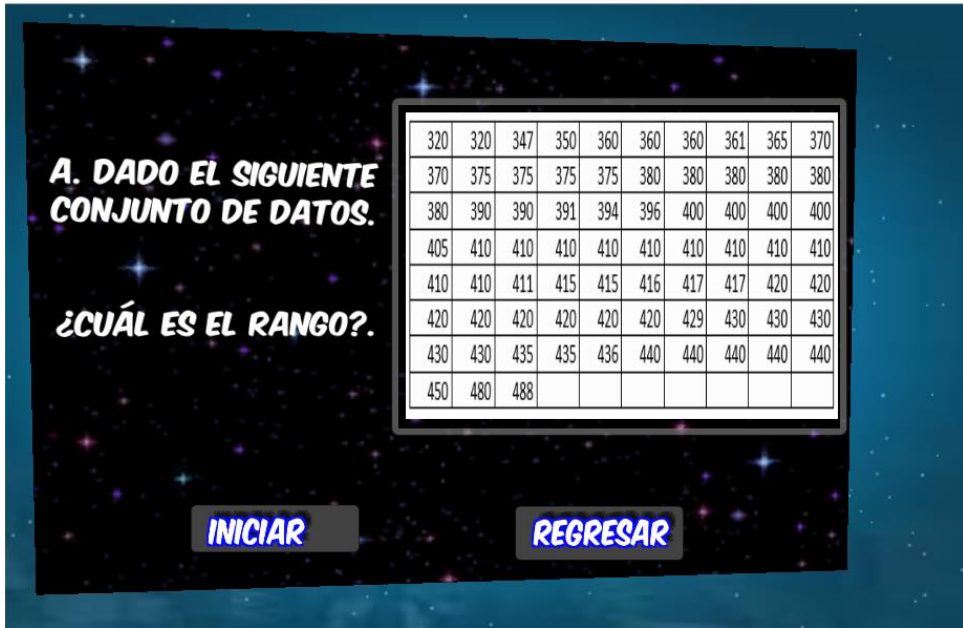 A. DADO EL SIGUIENTE
CONJUNTO DE DATOS.
¿CUÁL ES EL RANGO?.
320 320 347 350 360 360 360 361 365 370
370 375 375 375 375 380 380 380 380 380
380 390 390 391 394 396 400 400 400 400
405 410 410 410 410 410 410 410 410 410
410 410 411 415 415 416 417 417 420 420
420 420 420 420 420 420 429 430 430 430
430 430 435 435 436 440 440 440 440 440
450 480 488
INICIAR
REGRESAR